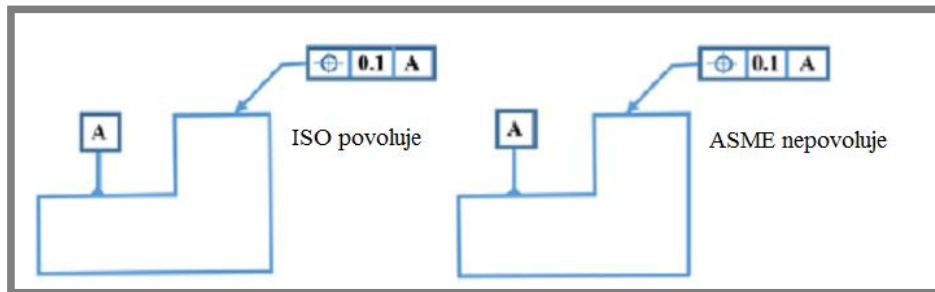 ⌖ 0.1 A
A
ISO povoluje
⌖ 0.1 A
A
ASME nepovoluje